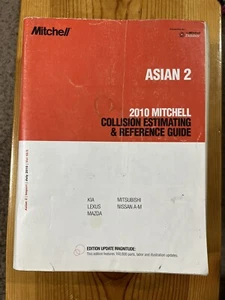 Mitchell
ASIAN 2
2010 MITCHELL
COLLISION ESTIMATING
& REFERENCE GUIDE
KIA MITSUBISHI
LEXUS NISSAN A-M
MAZDA
EDITION UPDATE MAGNITUDE: